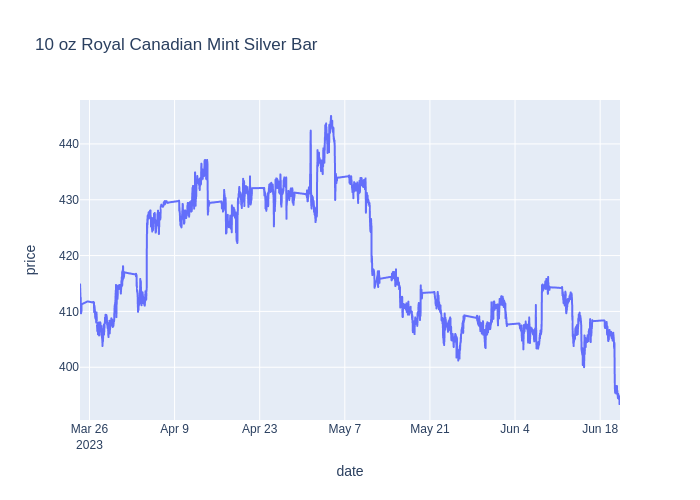 10 oz Royal Canadian Mint Silver Bar
440
430
420
410
400
price
Mar 26 Apr 9 Apr 23 May 7 May 21 Jun 4 Jun 18
2023
date